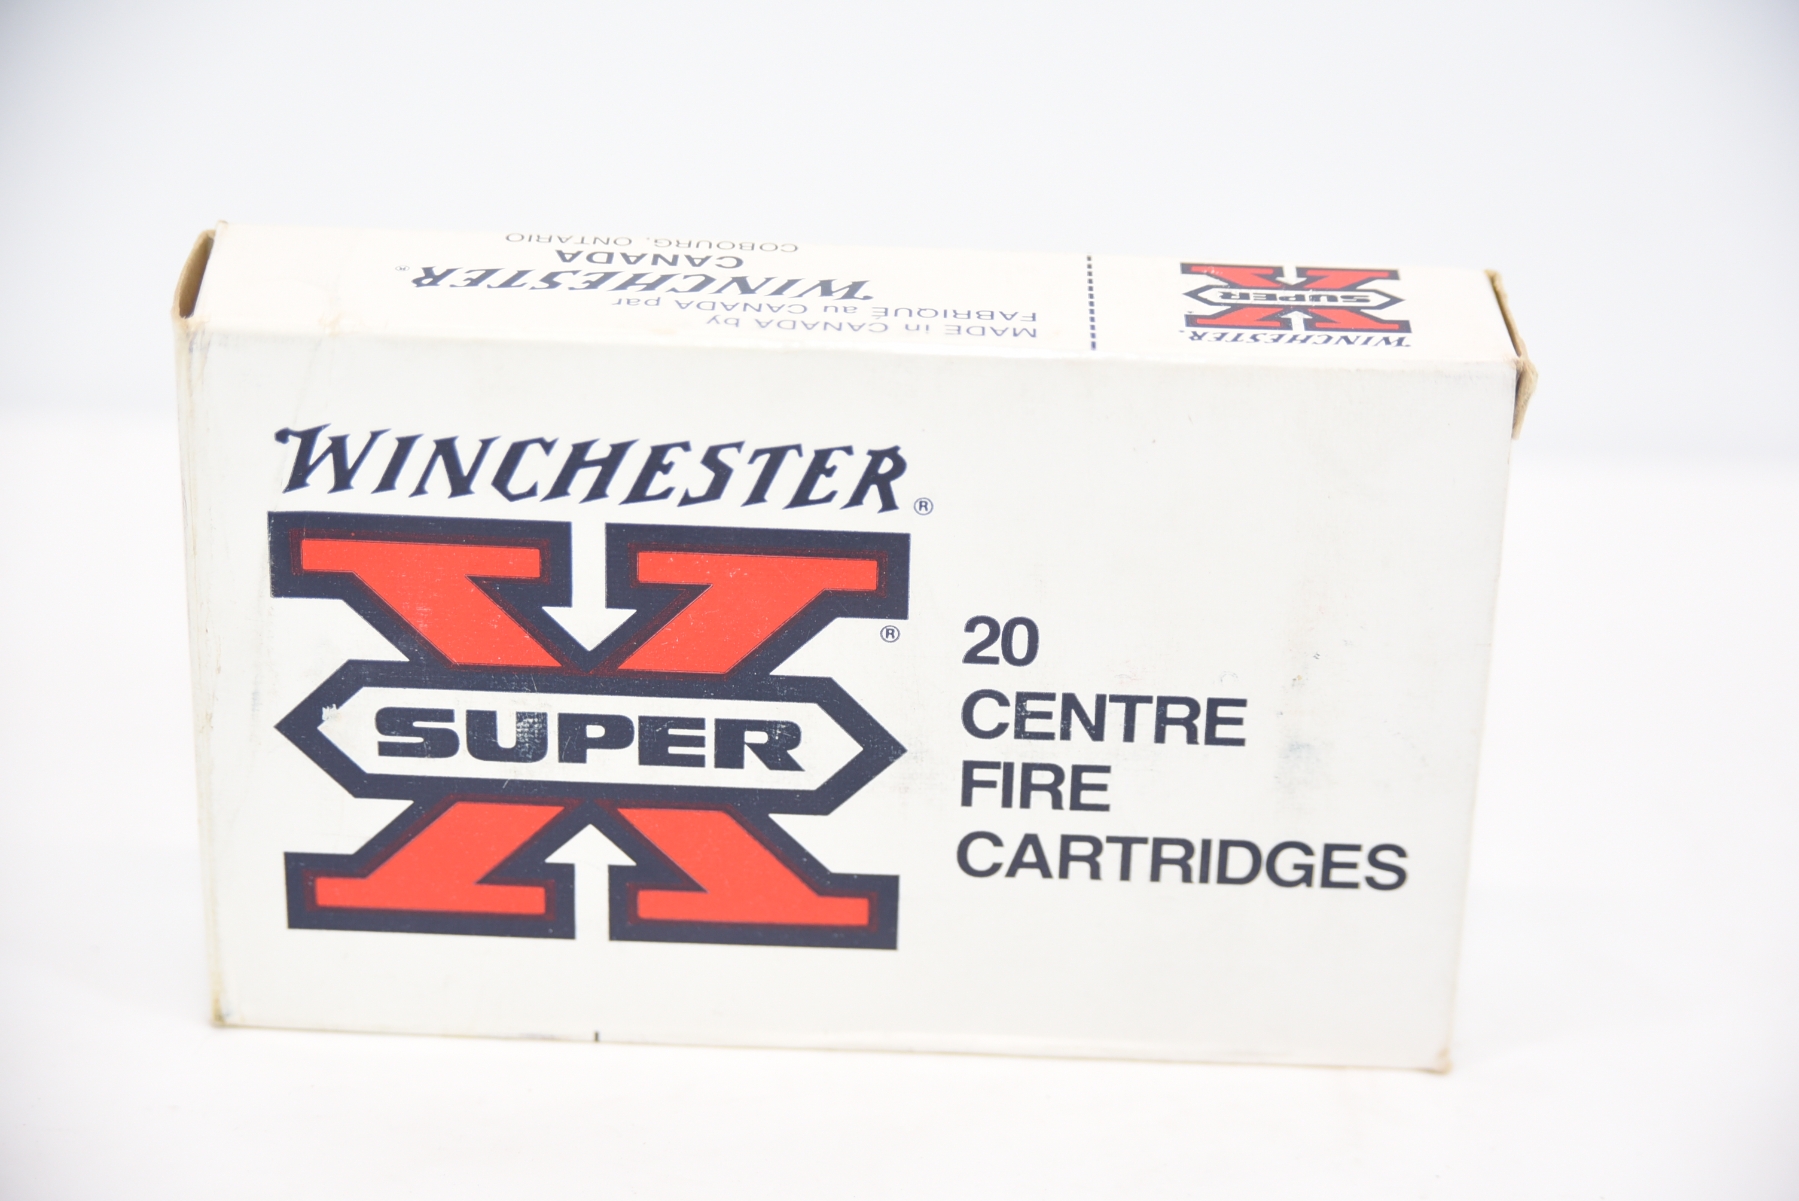 COBOURG, ONTARIO
CANADA
WINCHESTER®
FABRIQUÉ au CANADA par
MADE in CANADA by
SUPER
WINCHESTER
WINCHESTER®
X®
SUPER
20
CENTRE
FIRE
CARTRIDGES